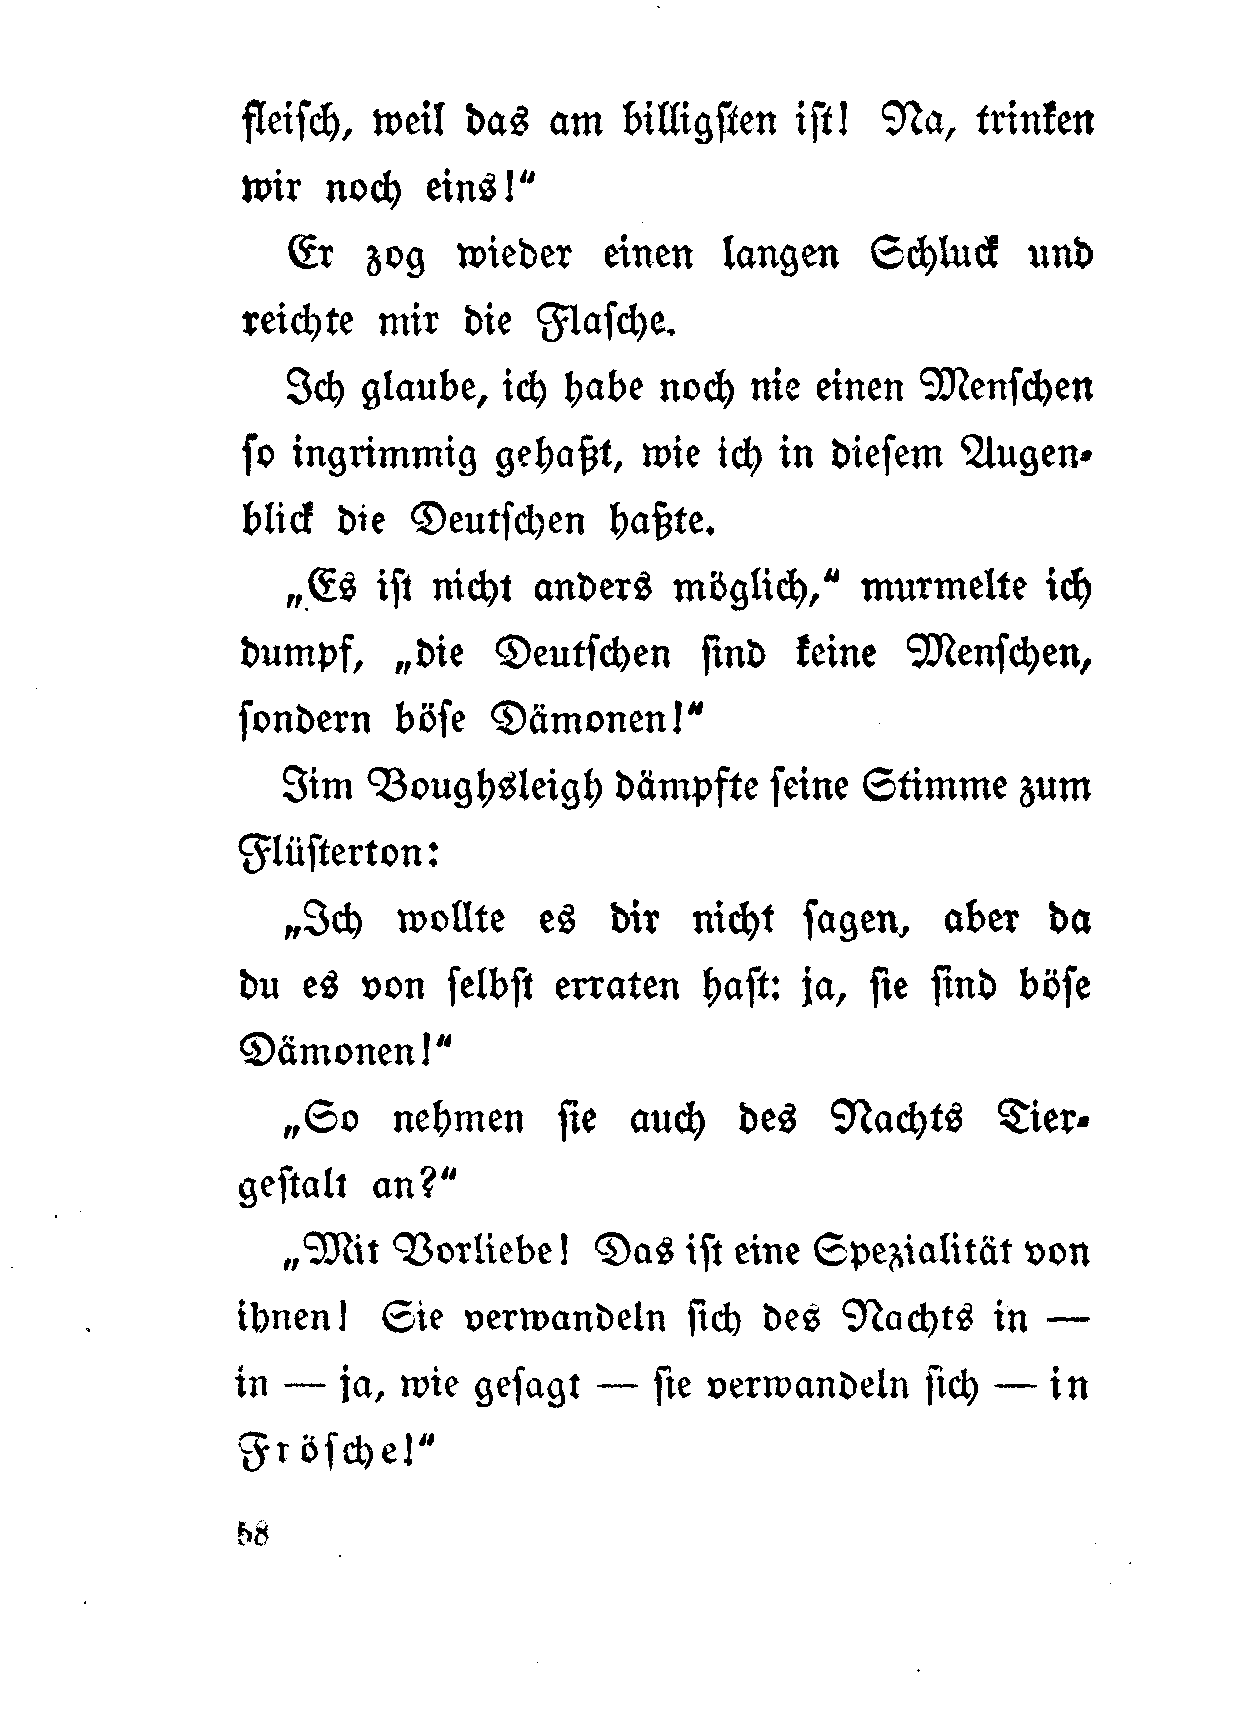 fleisch, weil das am billigsten ist! Na, trinken
wir noch eins!“
Er zog wieder einen langen Schluck und
reichte mir die Flasche.
Ich glaube, ich habe noch nie einen Menschen
so ingrimmig gehaßt, wie ich in diesem Augen-
blick die Deutschen haßte.
„Es ist nicht anders möglich,“ murmelte ich
dumpf, „die Deutschen sind keine Menschen,
sondern böse Dämonen!“
Jim Boughsleigh dämpfte seine Stimme zum
Flüsterton:
„Ich wollte es dir nicht sagen, aber da
du es von selbst erraten hast: ja, sie sind böse
Dämonen!“
„So nehmen sie auch des Nachts Tier-
gestalt an?“
„Mit Vorliebe! Das ist eine Spezialität von
ihnen! Sie verwandeln sich des Nachts in —
in — ja, wie gesagt — sie verwandeln sich — in
Frösche!“
58